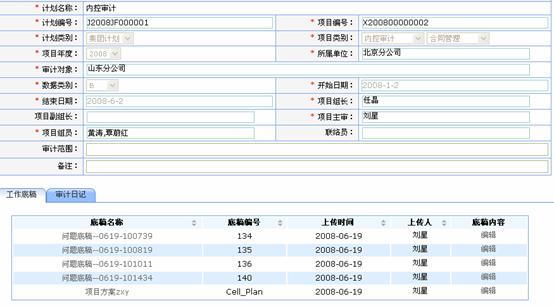 * 计划名称： 内控审计
* 计划编号： J2008JF000001 * 项目编号： X200800000002
* 计划类别： 集团计划 * 项目类别： 内控审计 合同管理
* 项目年度： 2008 * 所属单位： 北京分公司
* 审计对象： 山东分公司
* 数据类别： B * 开始日期： 2008-1-2
* 结束日期： 2008-6-2 * 项目组长： 任晶
项目副组长： * 项目主审： 刘星
* 项目组员： 黄涛,覃蔚红 联络员：
审计范围：
备注：
工作底稿 审计日记
底稿名称 底稿编号 上传时间 上传人 底稿内容
问题底稿--0619-100739 134 2008-06-19 刘星 编辑
问题底稿--0619-100819 135 2008-06-19 刘星 编辑
问题底稿--0619-101011 136 2008-06-19 刘星 编辑
问题底稿--0619-101434 140 2008-06-19 刘星 编辑
项目方案zxy Cell_Plan 2008-06-19 刘星 编辑